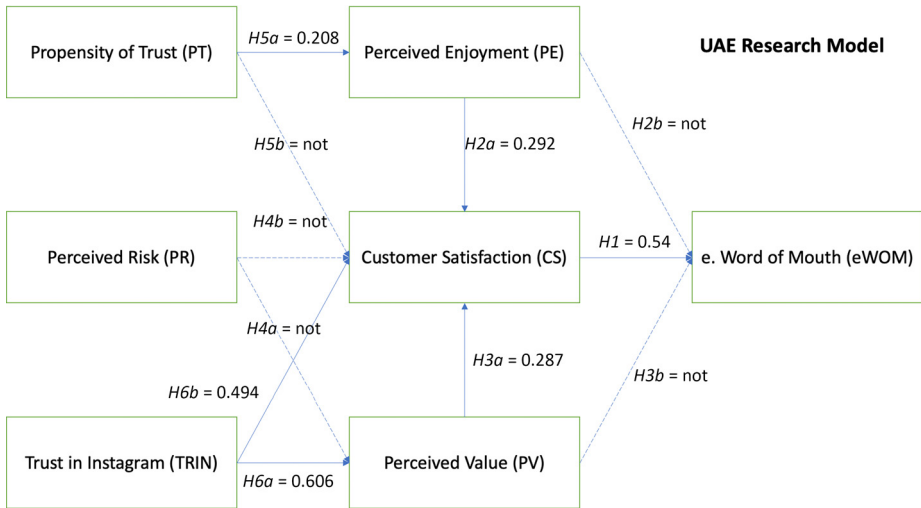 Propensity of Trust (PT)
H5a = 0.208
Perceived Enjoyment (PE)
UAE Research Model
H5b = not
H2a = 0.292
H2b = not
H4b = not
Perceived Risk (PR)
Customer Satisfaction (CS)
H1 = 0.54
e. Word of Mouth (eWOM)
H4a = not
H3a = 0.287
H6b = 0.494
H3b = not
Trust in Instagram (TRIN)
H6a = 0.606
Perceived Value (PV)